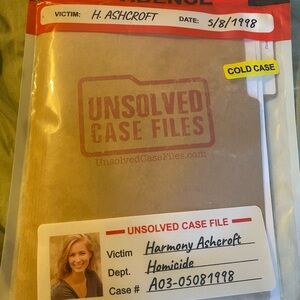 EVIDENCE
VICTIM: H. ASHCROFT DATE: 5/8/1998
COLD CASE
UNSOLVED
CASE FILES
UnsolvedCaseFiles.com
UNSOLVED CASE FILE
Victim Harmony Ashcroft
Dept. Homicide
Case # A03-05081998